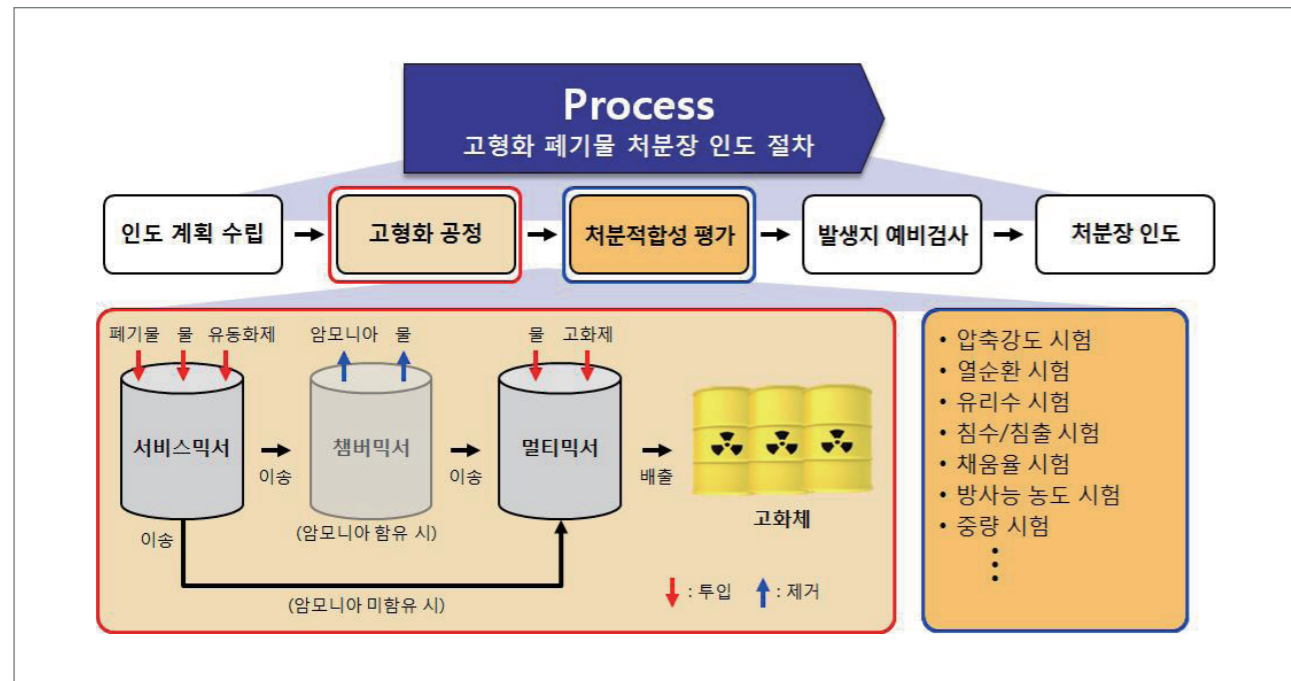 Process
고형화 폐기물 처분장 인도 절차
인도 계획 수립
고형화 공정
처분적합성 평가
발생지 예비검사
처분장 인도
폐기물 물 유동화제
암모니아 물
물 고화제
서비스믹서
이송
챔버믹서
이송
멀티믹서
배출
고화체
(암모니아 함유 시)
이송
(암모니아 미함유 시)
: 투입
: 제거
• 압축강도 시험
• 열순환 시험
• 유리수 시험
• 침수/침출 시험
• 채움율 시험
• 방사능 농도 시험
• 중량 시험